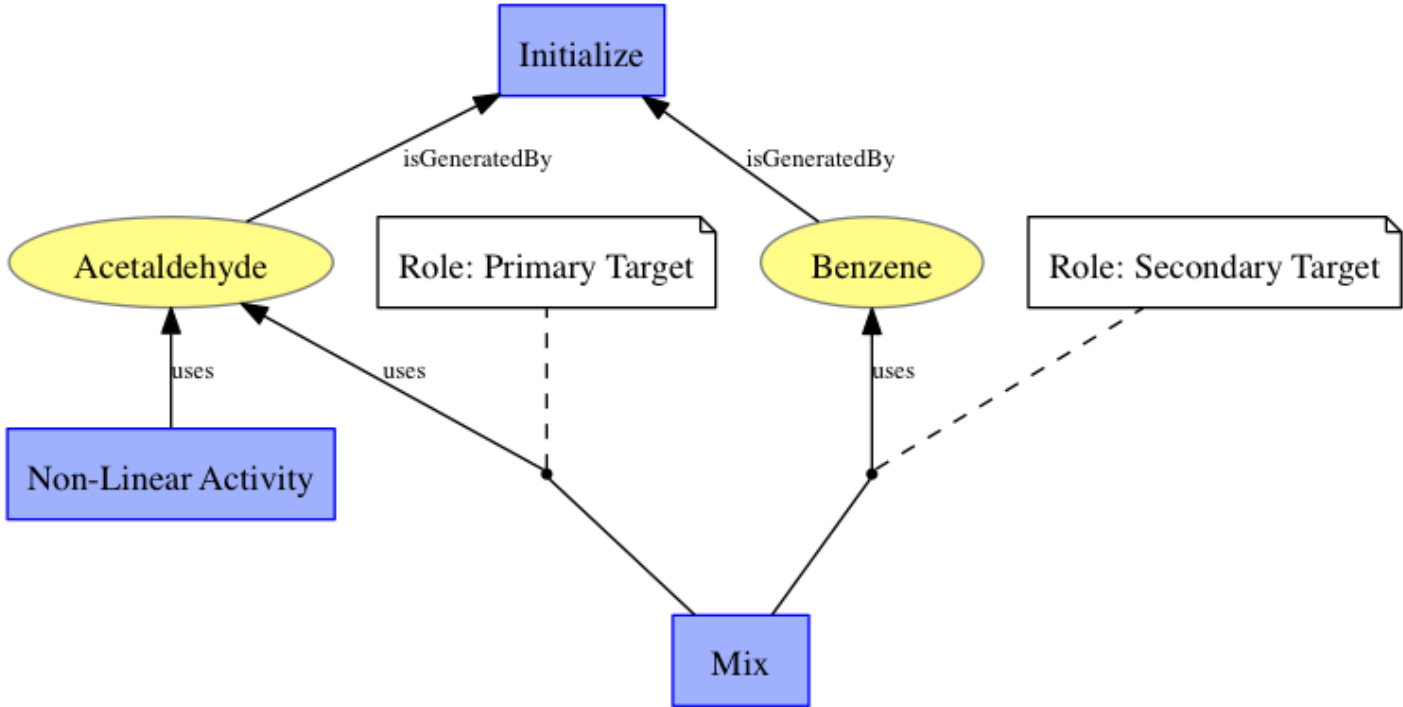 Initialize
isGeneratedBy
isGeneratedBy
Acetaldehyde
Role: Primary Target
Benzene
Role: Secondary Target
uses
uses
uses
Non-Linear Activity
Mix